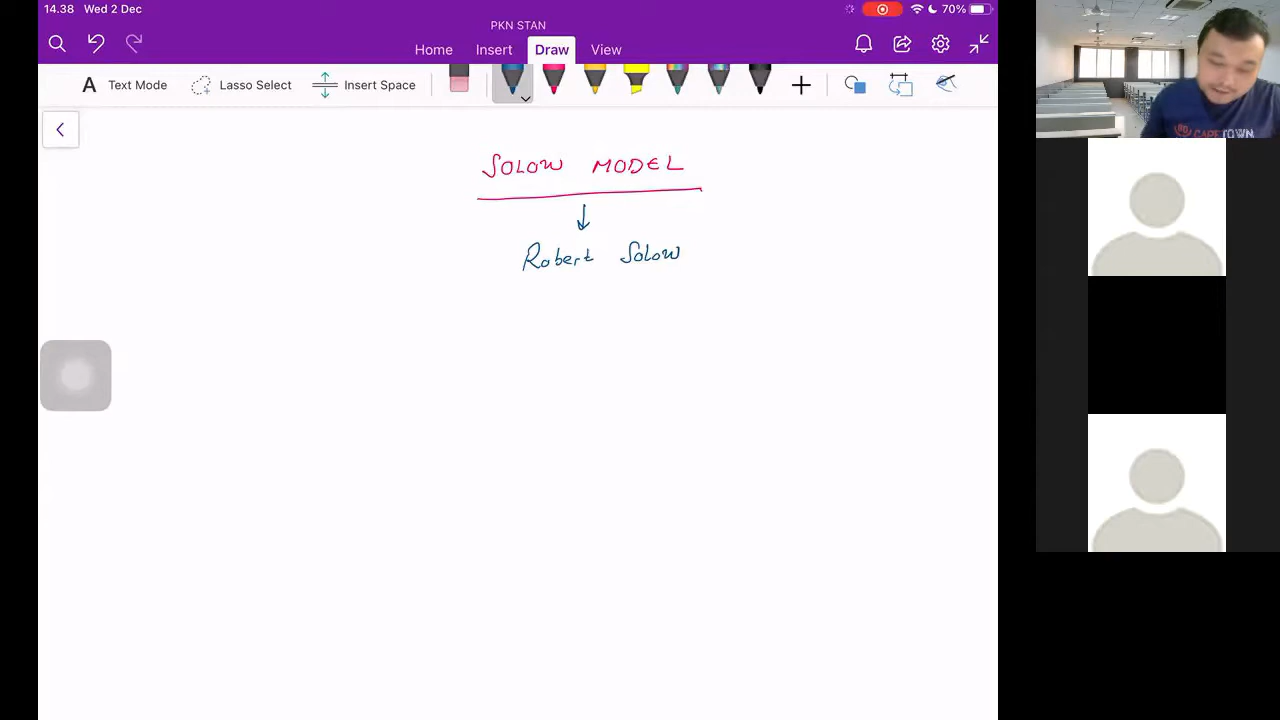 14.38 Wed 2 Dec
70%
PKN STAN
Home Insert Draw View
A Text Mode Lasso Select Insert Space
SOLOW MODEL
Robert Solow
CAPETOWN